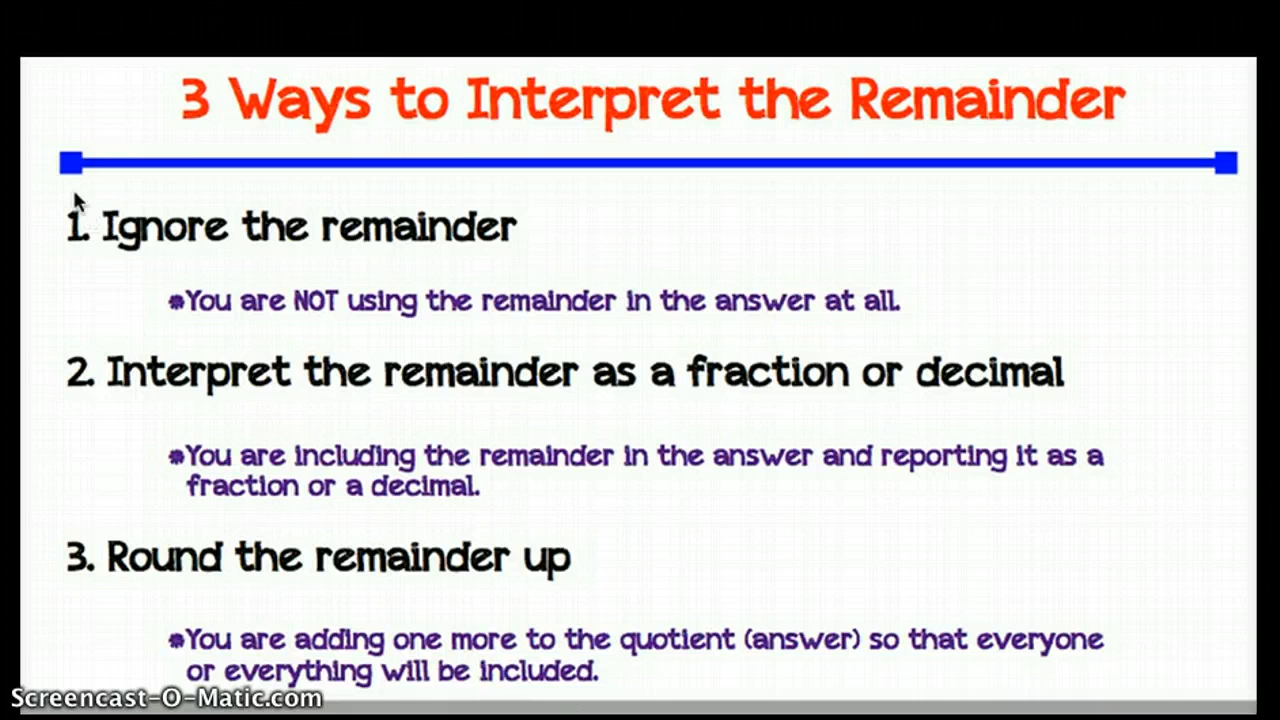 3 Ways to Interpret the Remainder
1. Ignore the remainder
*You are NOT using the remainder in the answer at all.
2. Interpret the remainder as a fraction or decimal
*You are including the remainder in the answer and reporting it as a
fraction or a decimal.
3. Round the remainder up
*You are adding one more to the quotient (answer) so that everyone
or everything will be included.
Screencast-O-Matic.com